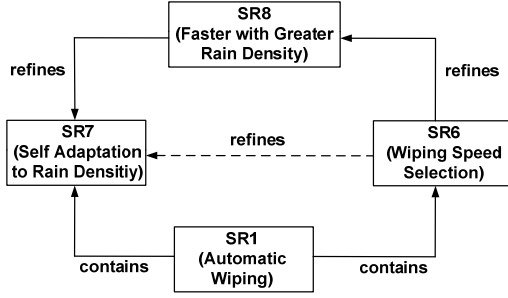 SR8
(Faster with Greater
Rain Density)
refines
refines
SR7
(Self Adaptation
to Rain Densitiy)
refines
SR6
(Wiping Speed
Selection)
SR1
(Automatic
Wiping)
contains
contains